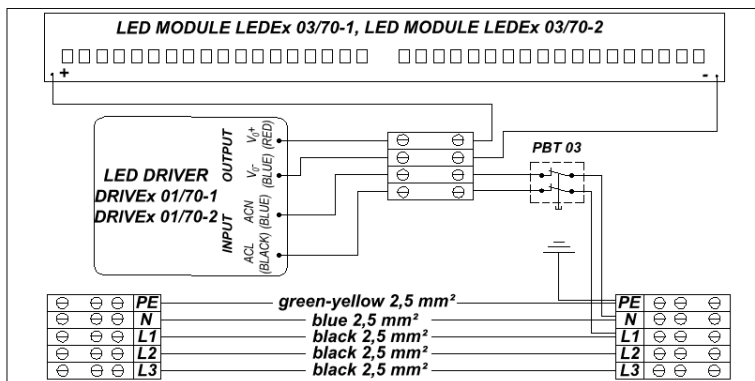 LED MODULE LEDEx 03/70-1, LED MODULE LEDEx 03/70-2
+
-
LED DRIVER
DRIVEx 01/70-1
DRIVEx 01/70-2
OUTPUT
V₀+ (RED)
V₀- (BLUE)
INPUT
ACN (BLUE)
ACL (BLACK)
PBT 03
PE green-yellow 2,5 mm² PE
N blue 2,5 mm² N
L1 black 2,5 mm² L1
L2 black 2,5 mm² L2
L3 black 2,5 mm² L3